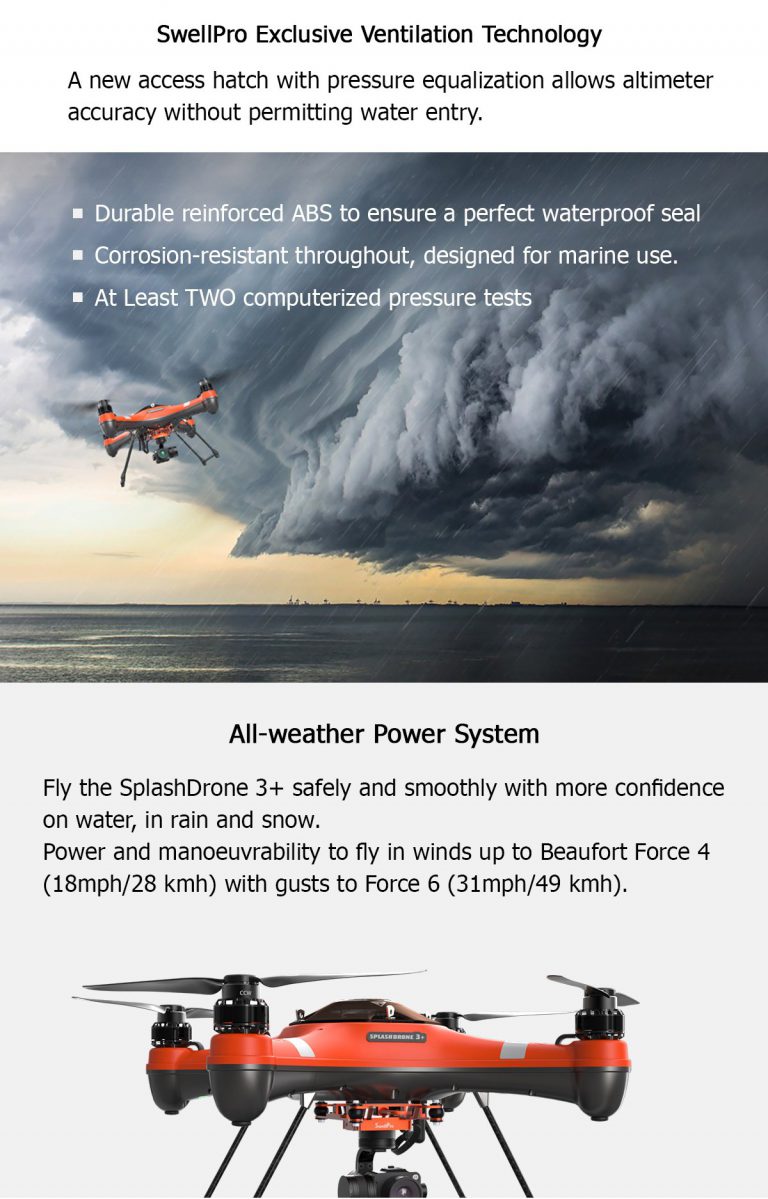 SwellPro Exclusive Ventilation Technology
A new access hatch with pressure equalization allows altimeter
accuracy without permitting water entry.
Durable reinforced ABS to ensure a perfect waterproof seal
Corrosion-resistant throughout, designed for marine use.
At Least TWO computerized pressure tests
All-weather Power System
Fly the SplashDrone 3+ safely and smoothly with more confidence
on water, in rain and snow.
Power and manoeuvrability to fly in winds up to Beaufort Force 4
(18mph/28 kmh) with gusts to Force 6 (31mph/49 kmh).
CCW
SPLASHDRONE 3+
SwellPro